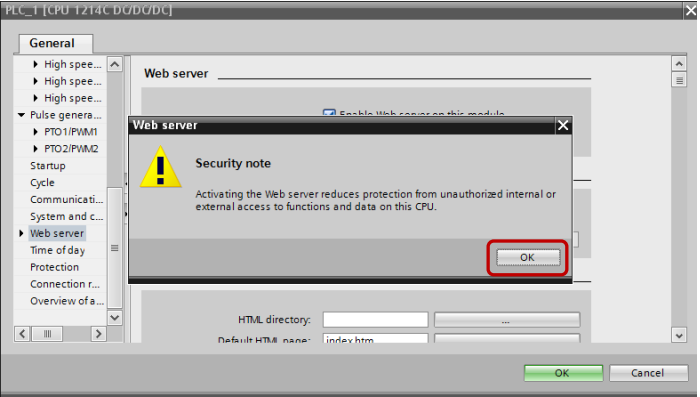 PLC_1 [CPU 1214C DC/DC/DC]
General
High spee...
High spee...
High spee...
Pulse genera...
PTO1/PWM1
PTO2/PWM2
Startup
Cycle
Communicati...
System and c...
Web server
Time of day
Protection
Connection r...
Overview of a...
Web server
Enable Web server on this module
Web server
Security note
Activating the Web server reduces protection from unauthorized internal or
external access to functions and data on this CPU.
OK
HTML directory:
...
Default HTML page: index.htm
OK Cancel